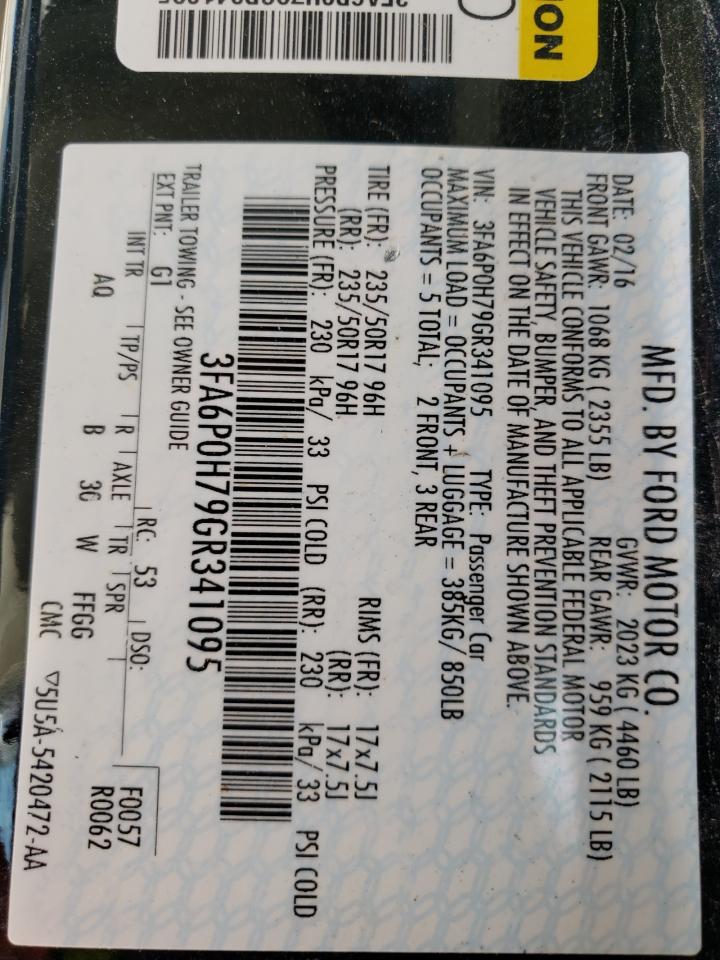 ION
MFD. BY FORD MOTOR CO.
DATE: 02/16 GVWR: 2023 KG ( 4460 LB)
FRONT GAWR: 1068 KG ( 2355 LB) REAR GAWR: 959 KG ( 2115 LB)
THIS VEHICLE CONFORMS TO ALL APPLICABLE FEDERAL MOTOR
VEHICLE SAFETY, BUMPER, AND THEFT PREVENTION STANDARDS
IN EFFECT ON THE DATE OF MANUFACTURE SHOWN ABOVE.
VIN: 3FA6P0H79GR341095 TYPE: Passenger Car
MAXIMUM LOAD = OCCUPANTS + LUGGAGE = 385KG/ 850LB
OCCUPANTS = 5 TOTAL, 2 FRONT, 3 REAR
TIRE (FR): 235/50R17 96H RIMS (FR): 17x7.5J
(RR): 235/50R17 96H (RR): 17x7.5J
PRESSURE (FR): 230 kPa/ 33 PSI COLD (RR): 230 kPa/ 33 PSI COLD
3FA6P0H79GR341095
TRAILER TOWING - SEE OWNER GUIDE
EXT PNT: G1 RC: 53 DSO: F0057
R0062
INT TR TP/PS R AXLE TR SPR
AQ B 3G W FFGG
CMC ▽5U5A-5420472-AA